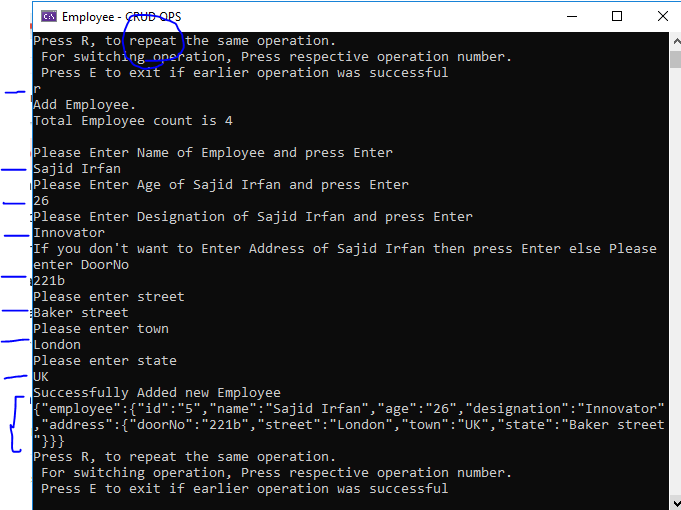 Employee - CRUD OPS
Press R, to repeat the same operation.
For switching operation, Press respective operation number.
Press E to exit if earlier operation was successful
r
Add Employee.
Total Employee count is 4
Please Enter Name of Employee and press Enter
Sajid Irfan
Please Enter Age of Sajid Irfan and press Enter
26
Please Enter Designation of Sajid Irfan and press Enter
Innovator
If you don't want to Enter Address of Sajid Irfan then press Enter else Please
enter DoorNo
221b
Please enter street
Baker street
Please enter town
London
Please enter state
UK
Successfully Added new Employee
{"employee":{"id":"5","name":"Sajid Irfan","age":"26","designation":"Innovator"
,"address":{"doorNo":"221b","street":"London","town":"UK","state":"Baker street
"}}}
Press R, to repeat the same operation.
For switching operation, Press respective operation number.
Press E to exit if earlier operation was successful